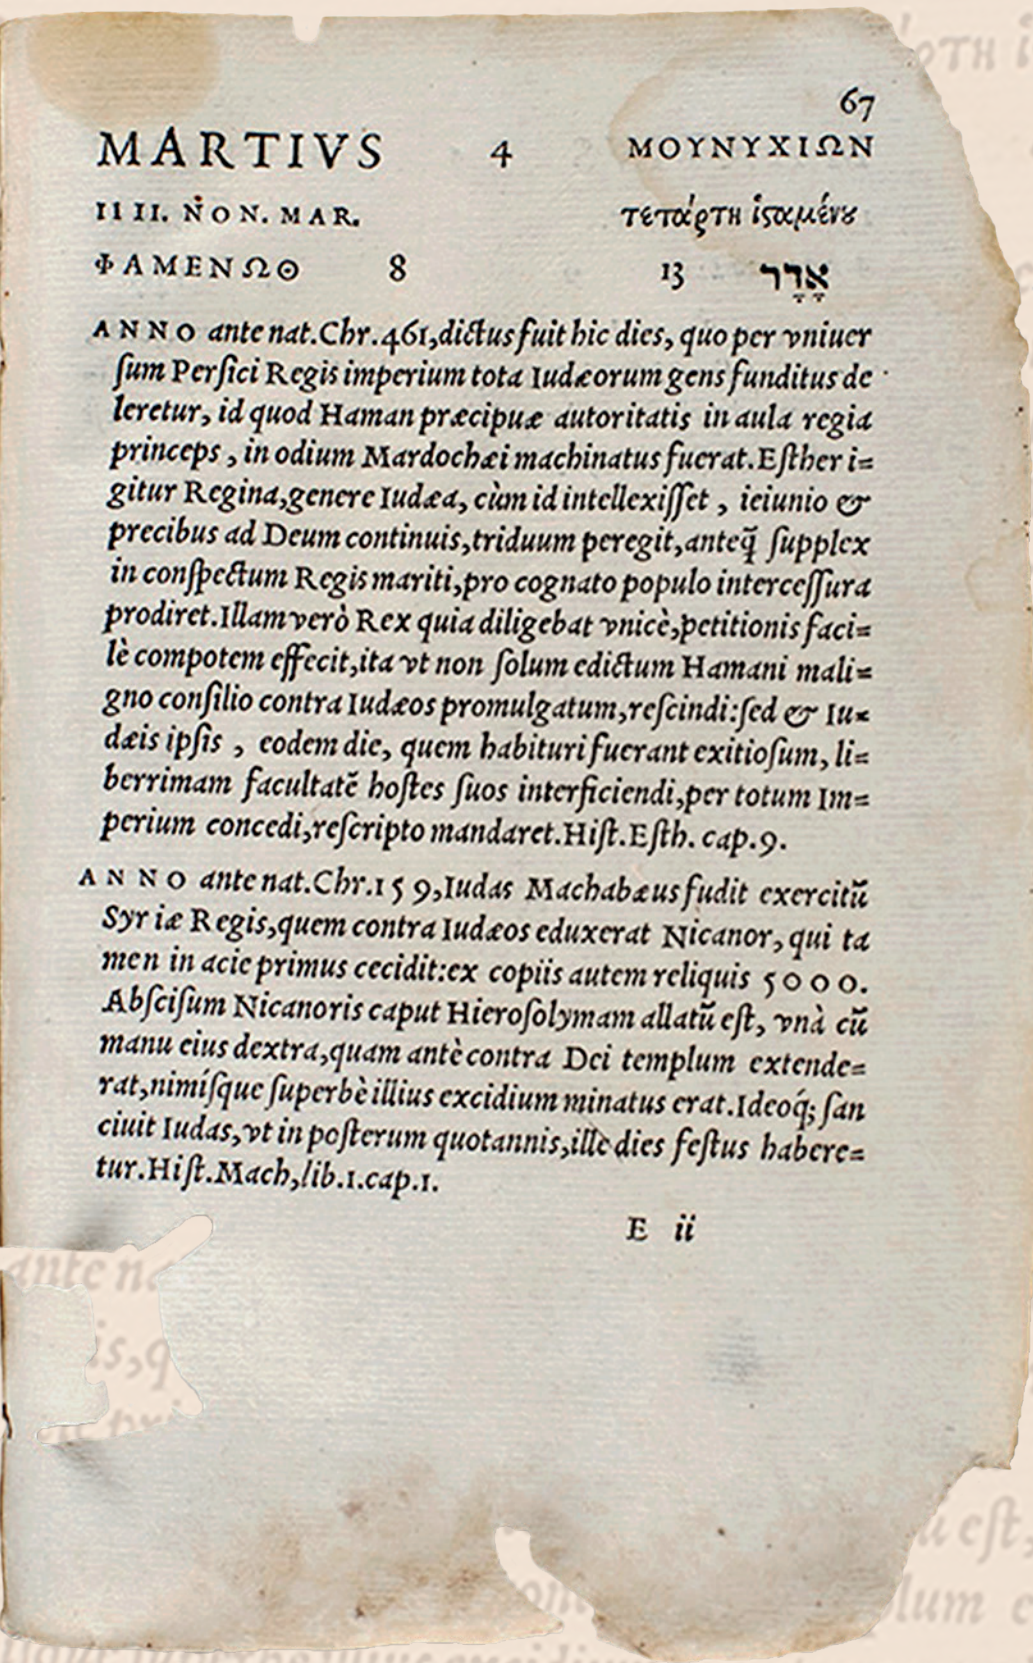 67
MARTIVS 4 ΜΟΥΝΥΧΙΩΝ
IIII. NON. MAR. τετάρτη ἱσαμένȣ
ΦΑΜΕΝΩΘ 8 13 אֲדָר
ANNO ante nat.Chr.461,dictus fuit hic dies, quo per vniuer
ſum Perſici Regis imperium tota Iudæorum gens funditus de
leretur, id quod Haman præcipuæ autoritatis in aula regia
princeps, in odium Mardochæi machinatus fuerat.Eſther i=
gitur Regina,genere Iudæa, cùm id intellexiſſet, ieiunio &
precibus ad Deum continuis,triduum peregit,anteq̃ ſupplex
in conſpectum Regis mariti,pro cognato populo interceſſura
prodiret.Illam verò Rex quia diligebat vnicè,petitionis faci=
lè compotem effecit,ita vt non ſolum edictum Hamani mali=
gno conſilio contra Iudæos promulgatum,reſcindi:ſed & Iu=
dæis ipſis, eodem die, quem habituri fuerant exitioſum, li=
berrimam facultatẽ hoſtes ſuos interficiendi,per totum Im=
perium concedi,reſcripto mandaret.Hiſt.Eſth. cap.9.
ANNO ante nat.Chr.159,Iudas Machabæus fudit exercitũ
Syriæ Regis,quem contra Iudæos eduxerat Nicanor, qui ta
men in acie primus cecidit:ex copiis autem reliquis 5000.
Abſciſum Nicanoris caput Hieroſolymam allatũ eſt, vnà cũ
manu eius dextra,quam antè contra Dei templum extende=
rat,nimíſque ſuperbè illius excidium minatus erat.Ideoq́; ſan
ciuit Iudas,vt in poſterum quotannis,ille dies feſtus habere=
tur.Hiſt.Mach,lib.1.cap.1.
E ii